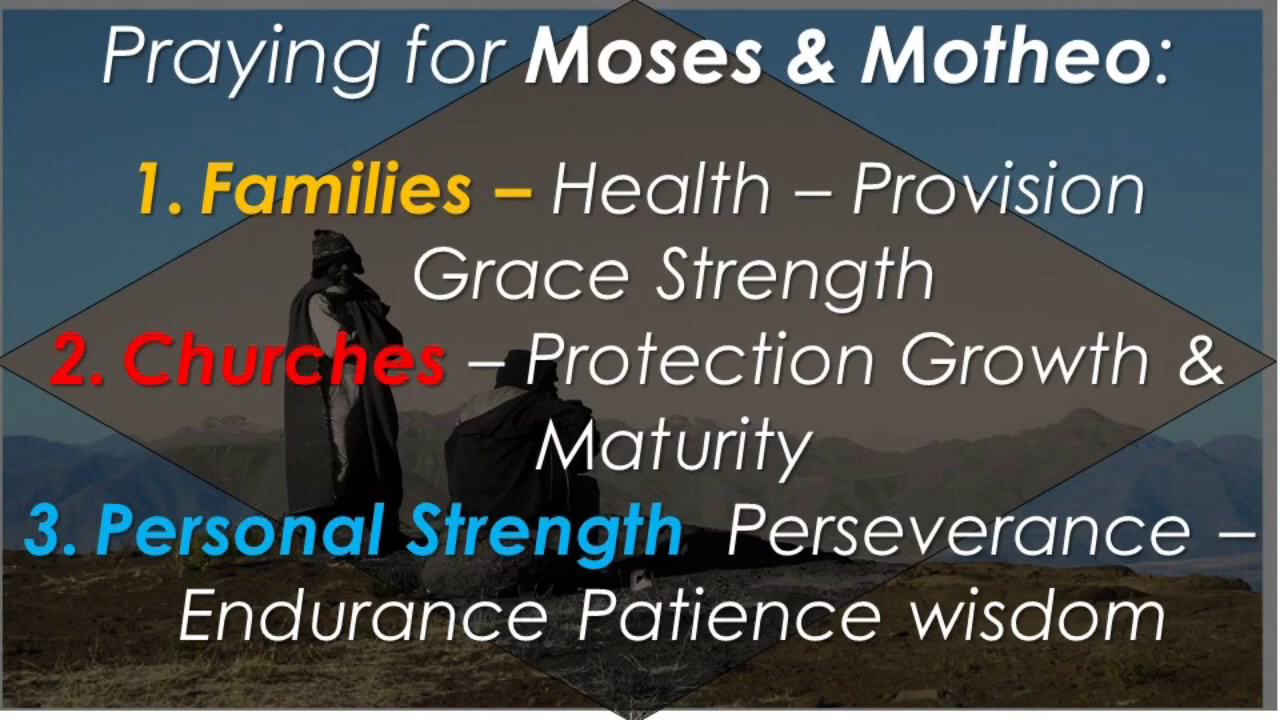 Praying for Moses & Motheo:
1. Families – Health – Provision
Grace Strength
2. Churches – Protection Growth &
Maturity
3. Personal Strength Perseverance –
Endurance Patience wisdom